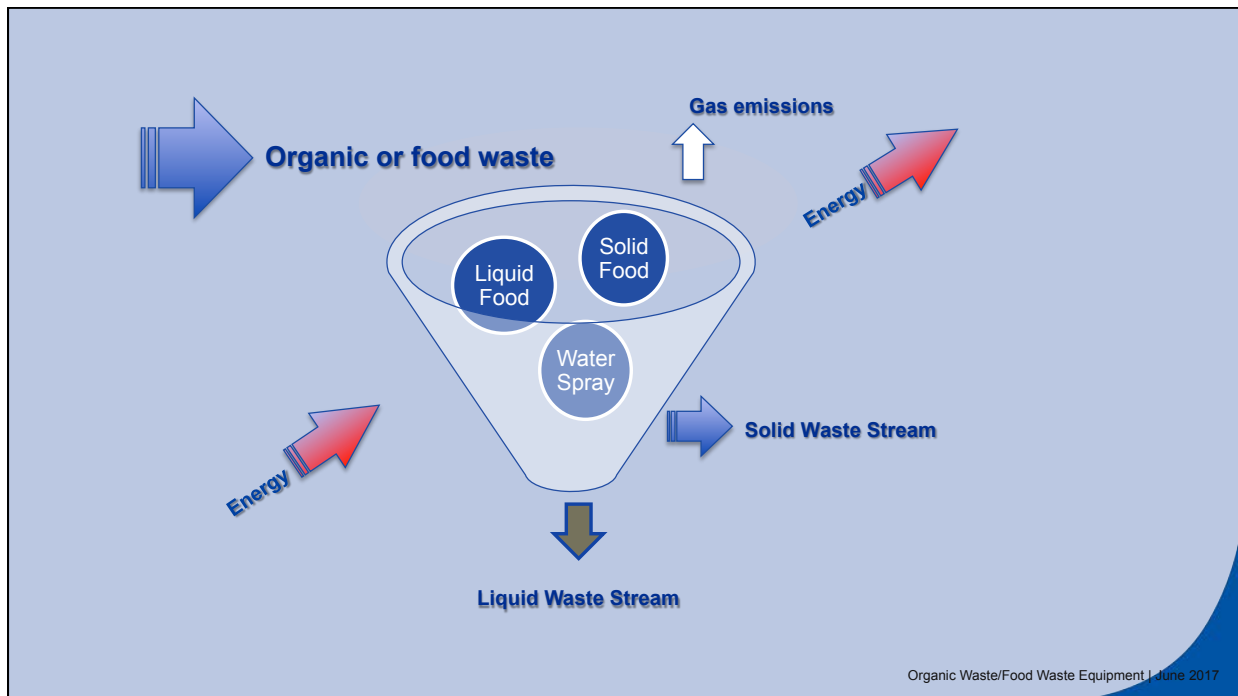 Gas emissions
Organic or food waste
Energy
Solid
Food
Liquid
Food
Water
Spray
Solid Waste Stream
Energy
Liquid Waste Stream
Organic Waste/Food Waste Equipment | June 2017